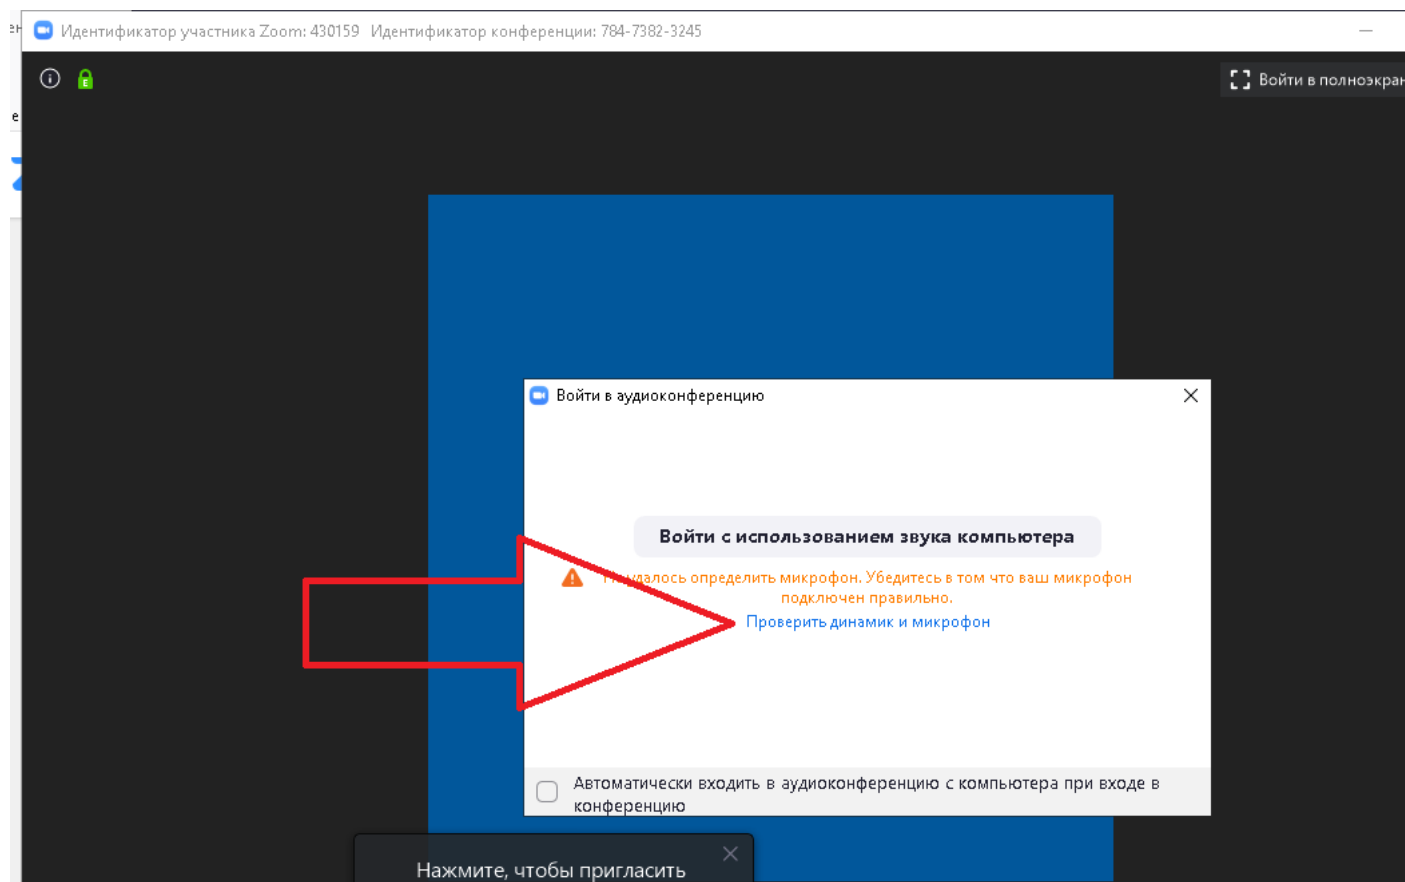 Идентификатор участника Zoom: 430159 Идентификатор конференции: 784-7382-3245
Войти в
Войти в аудиоконференцию
Войти с использованием звука компьютера
удалось определить микрофон. Убедитесь в том что ваш микрофон
подключен правильно.
Проверить динамик и микрофон
Автоматически входить в аудиоконференцию с компьютера при входе в
конференцию
Нажмите, чтобы пригласить